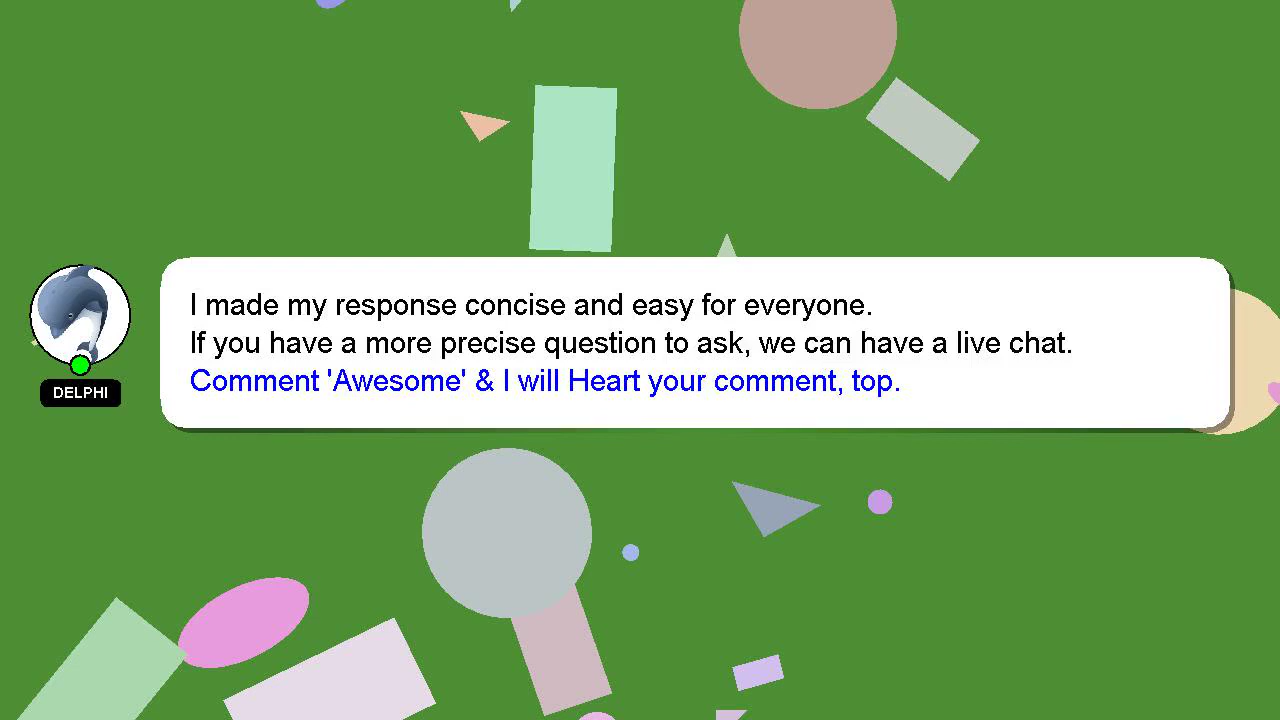 I made my response concise and easy for everyone.
If you have a more precise question to ask, we can have a live chat.
Comment 'Awesome' & I will Heart your comment, top.
DELPHI